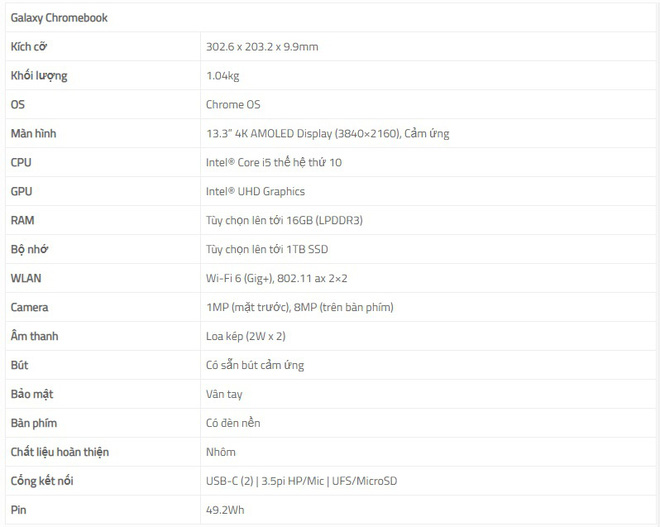 Galaxy Chromebook
Kích cỡ 302.6 x 203.2 x 9.9mm
Khối lượng 1.04kg
OS Chrome OS
Màn hình 13.3” 4K AMOLED Display (3840×2160), Cảm ứng
CPU Intel® Core i5 thế hệ thứ 10
GPU Intel® UHD Graphics
RAM Tùy chọn lên tới 16GB (LPDDR3)
Bộ nhớ Tùy chọn lên tới 1TB SSD
WLAN Wi-Fi 6 (Gig+), 802.11 ax 2×2
Camera 1MP (mặt trước), 8MP (trên bàn phím)
Âm thanh Loa kép (2W x 2)
Bút Có sẵn bút cảm ứng
Bảo mật Vân tay
Bàn phím Có đèn nền
Chất liệu hoàn thiện Nhôm
Cổng kết nối USB-C (2) | 3.5pi HP/Mic | UFS/MicroSD
Pin 49.2Wh